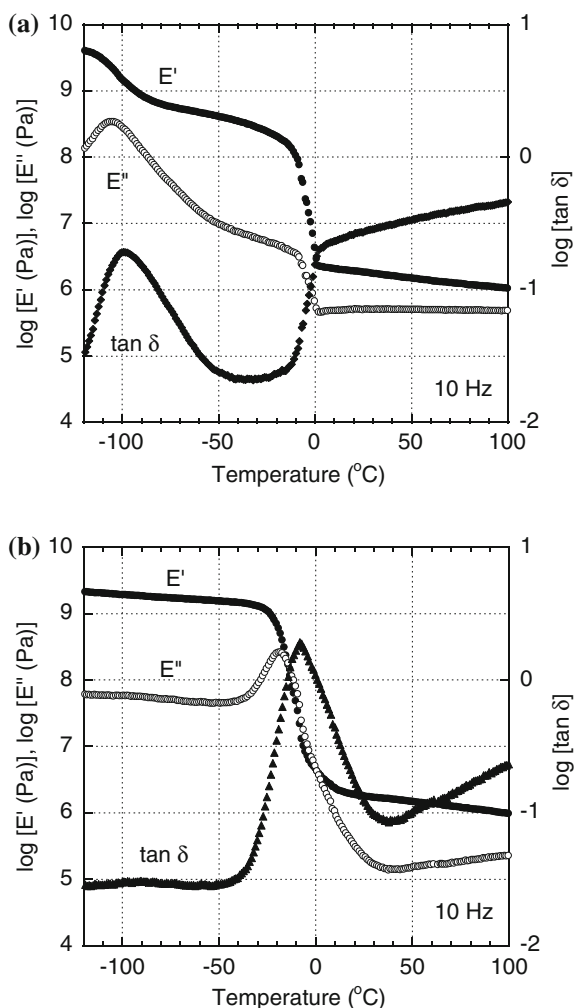 (a)
10
9
8
7
6
5
4
log [E' (Pa)], log [E" (Pa)]
E'
E"
tan δ
10 Hz
1
0
-1
-2
log [tan δ]
-100
-50
0
50
100
Temperature (°C)
(b)
10
9
8
7
6
5
4
log [E' (Pa)], log [E" (Pa)]
E'
E"
tan δ
10 Hz
1
0
-1
-2
log [tan δ]
-100
-50
0
50
100
Temperature (°C)